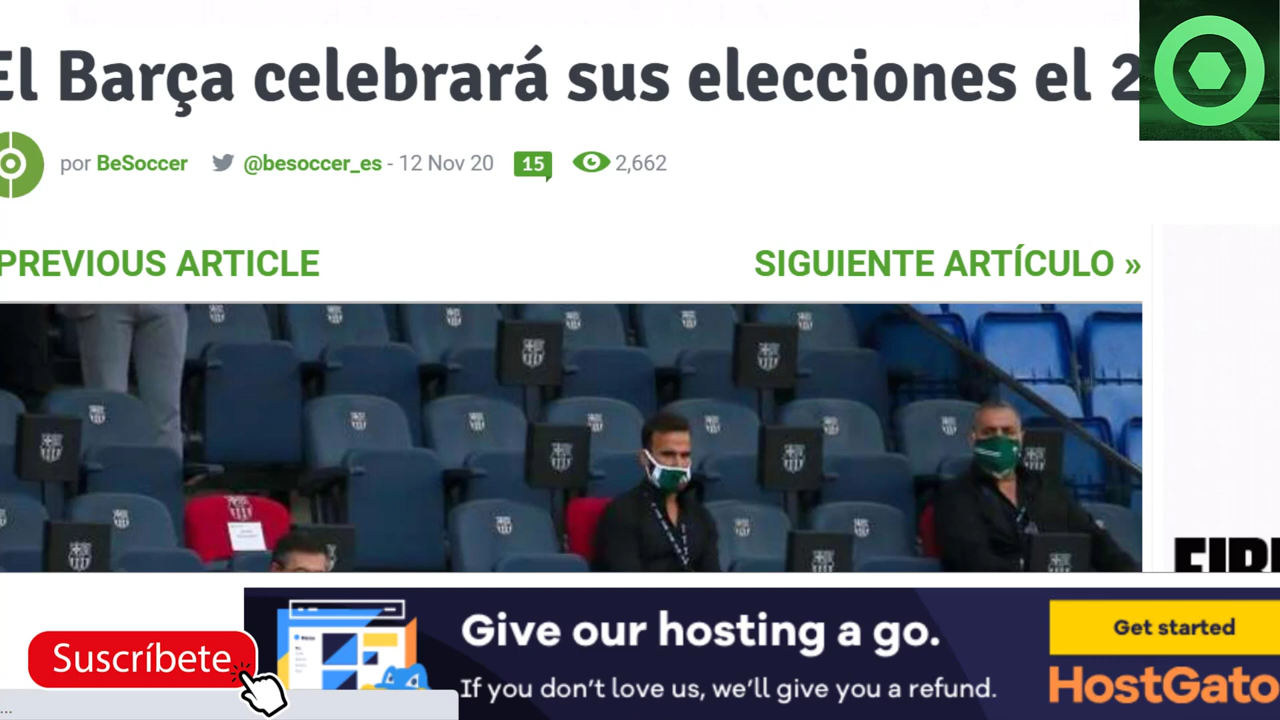 El Barça celebrará sus elecciones el 2
por BeSoccer @besoccer_es - 12 Nov 20 15 2,662
PREVIOUS ARTICLE
SIGUIENTE ARTÍCULO »
Give our hosting a go.
If you don't love us, we'll give you a refund.
Get started
HostGato
Suscríbete
...